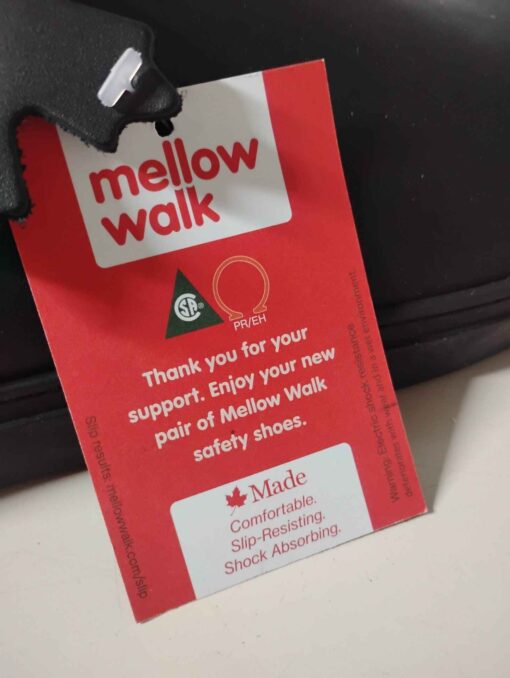 mellow
walk
CSA
®
PR/EH
Thank you for your
support. Enjoy your new
pair of Mellow Walk
safety shoes.
Made
Comfortable.
Slip-Resisting.
Shock Absorbing.
Slip results: mellowwalk.com/slip
Warning: Electric shock resistance
deteriorates with wear and in a wet environment.